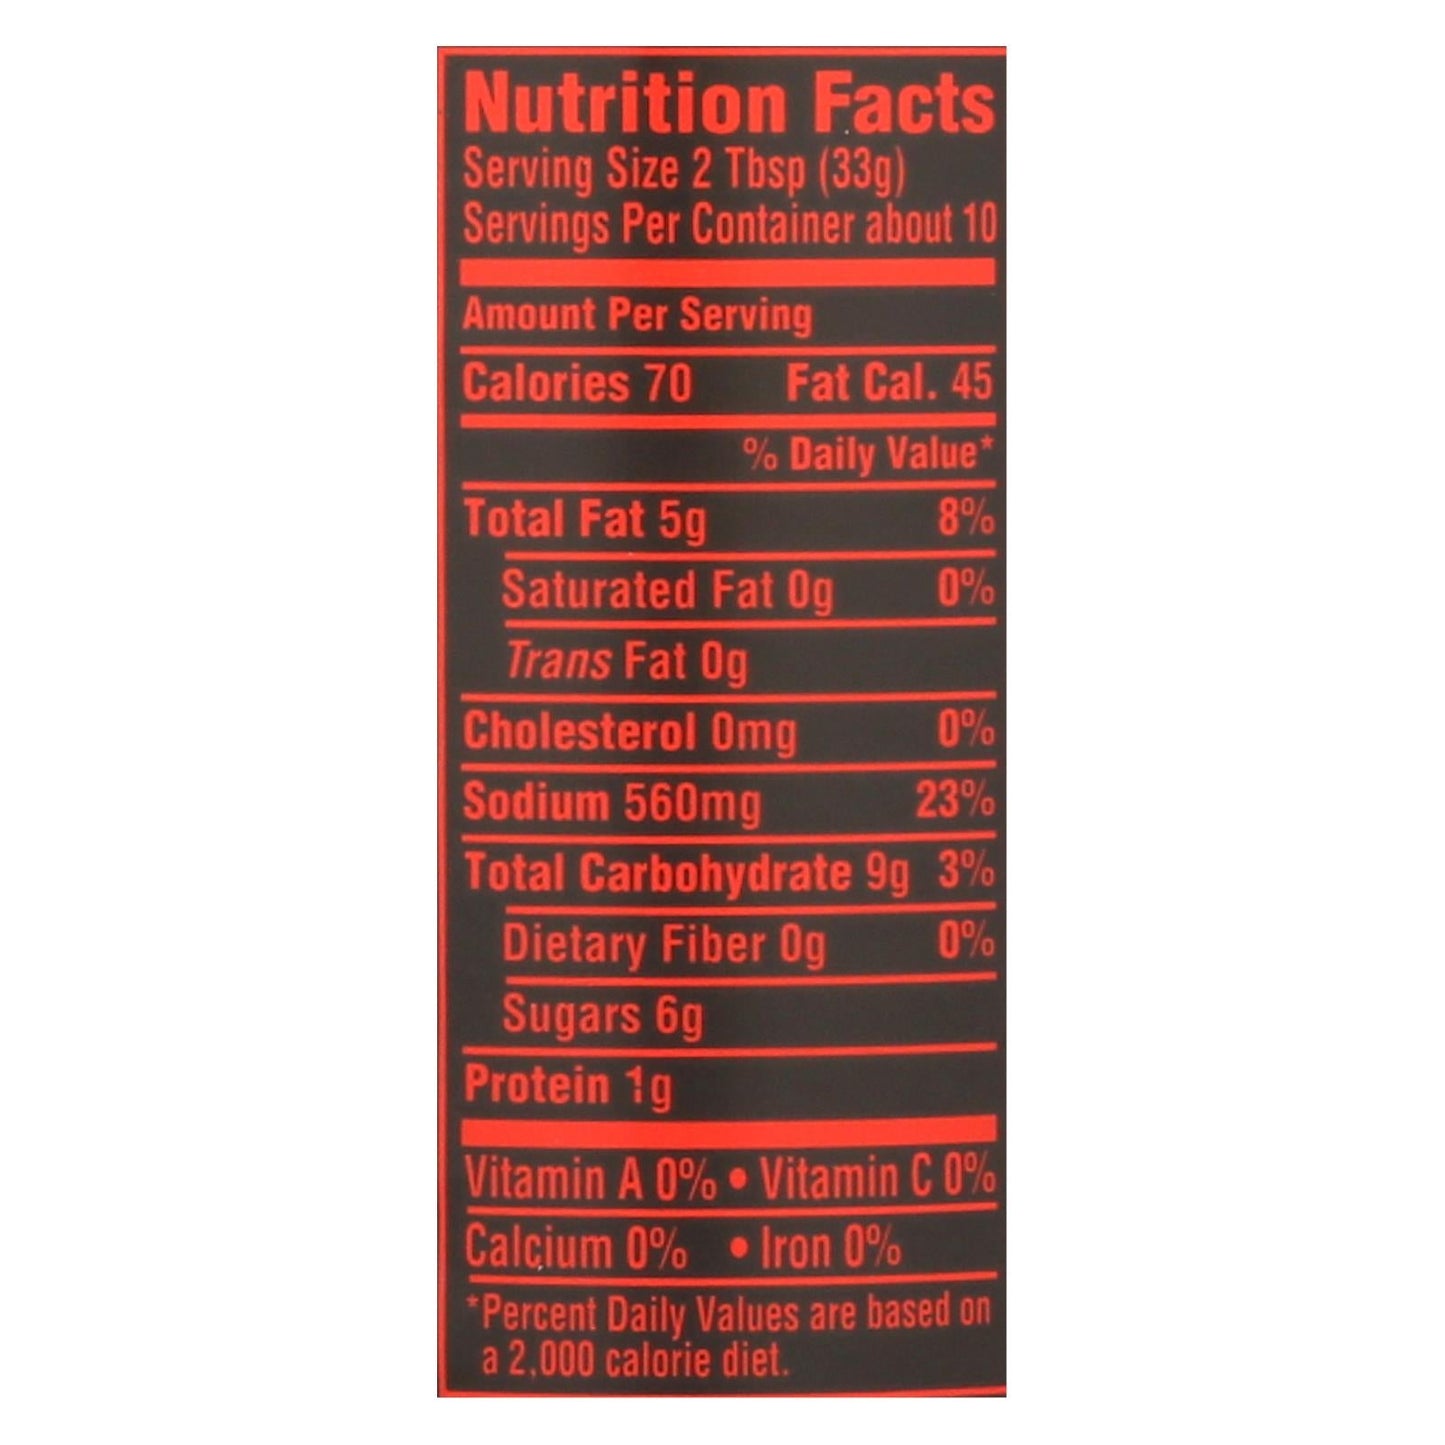 Nutrition Facts
Serving Size 2 Tbsp (33g)
Servings Per Container about 10
Amount Per Serving
Calories 70 Fat Cal. 45
% Daily Value*
Total Fat 5g 8%
Saturated Fat 0g 0%
Trans Fat 0g
Cholesterol 0mg 0%
Sodium 560mg 23%
Total Carbohydrate 9g 3%
Dietary Fiber 0g 0%
Sugars 6g
Protein 1g
Vitamin A 0% • Vitamin C 0%
Calcium 0% • Iron 0%
*Percent Daily Values are based on
a 2,000 calorie diet.